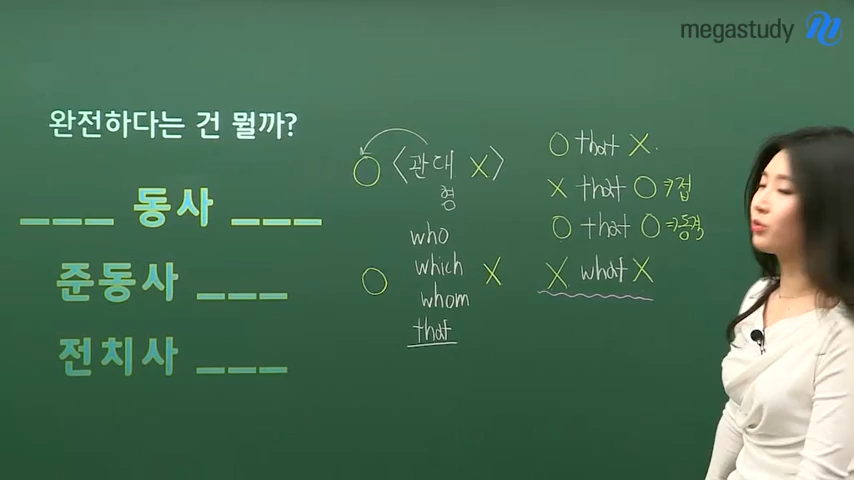 megastudy
완전하다는 건 뭘까?
___ 동사 ___
준동사 ___
전치사 ___
O <관대 X>
형
who
O which X
whom
that
O that X.
X that O ⇒접
O that O ⇒동격
X what X